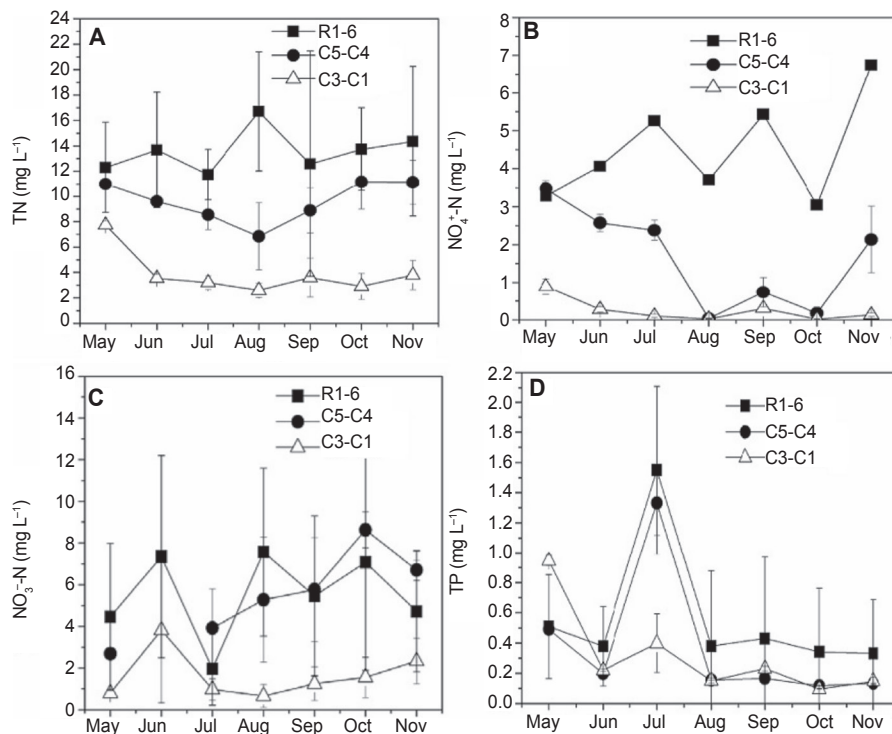 A
R1-6
C5-C4
C3-C1
TN (mg L⁻¹)
24
22
20
18
16
14
12
10
8
6
4
2
0
May Jun Jul Aug Sep Oct Nov
B
R1-6
C5-C4
C3-C1
NO₄⁺-N (mg L⁻¹)
8
7
6
5
4
3
2
1
0
May Jun Jul Aug Sep Oct Nov
C
R1-6
C5-C4
C3-C1
NO₃⁻-N (mg L⁻¹)
16
14
12
10
8
6
4
2
0
May Jun Jul Aug Sep Oct Nov
D
R1-6
C5-C4
C3-C1
TP (mg L⁻¹)
2.2
2.0
1.8
1.6
1.4
1.2
1.0
0.8
0.6
0.4
0.2
0.0
May Jun Jul Aug Sep Oct Nov